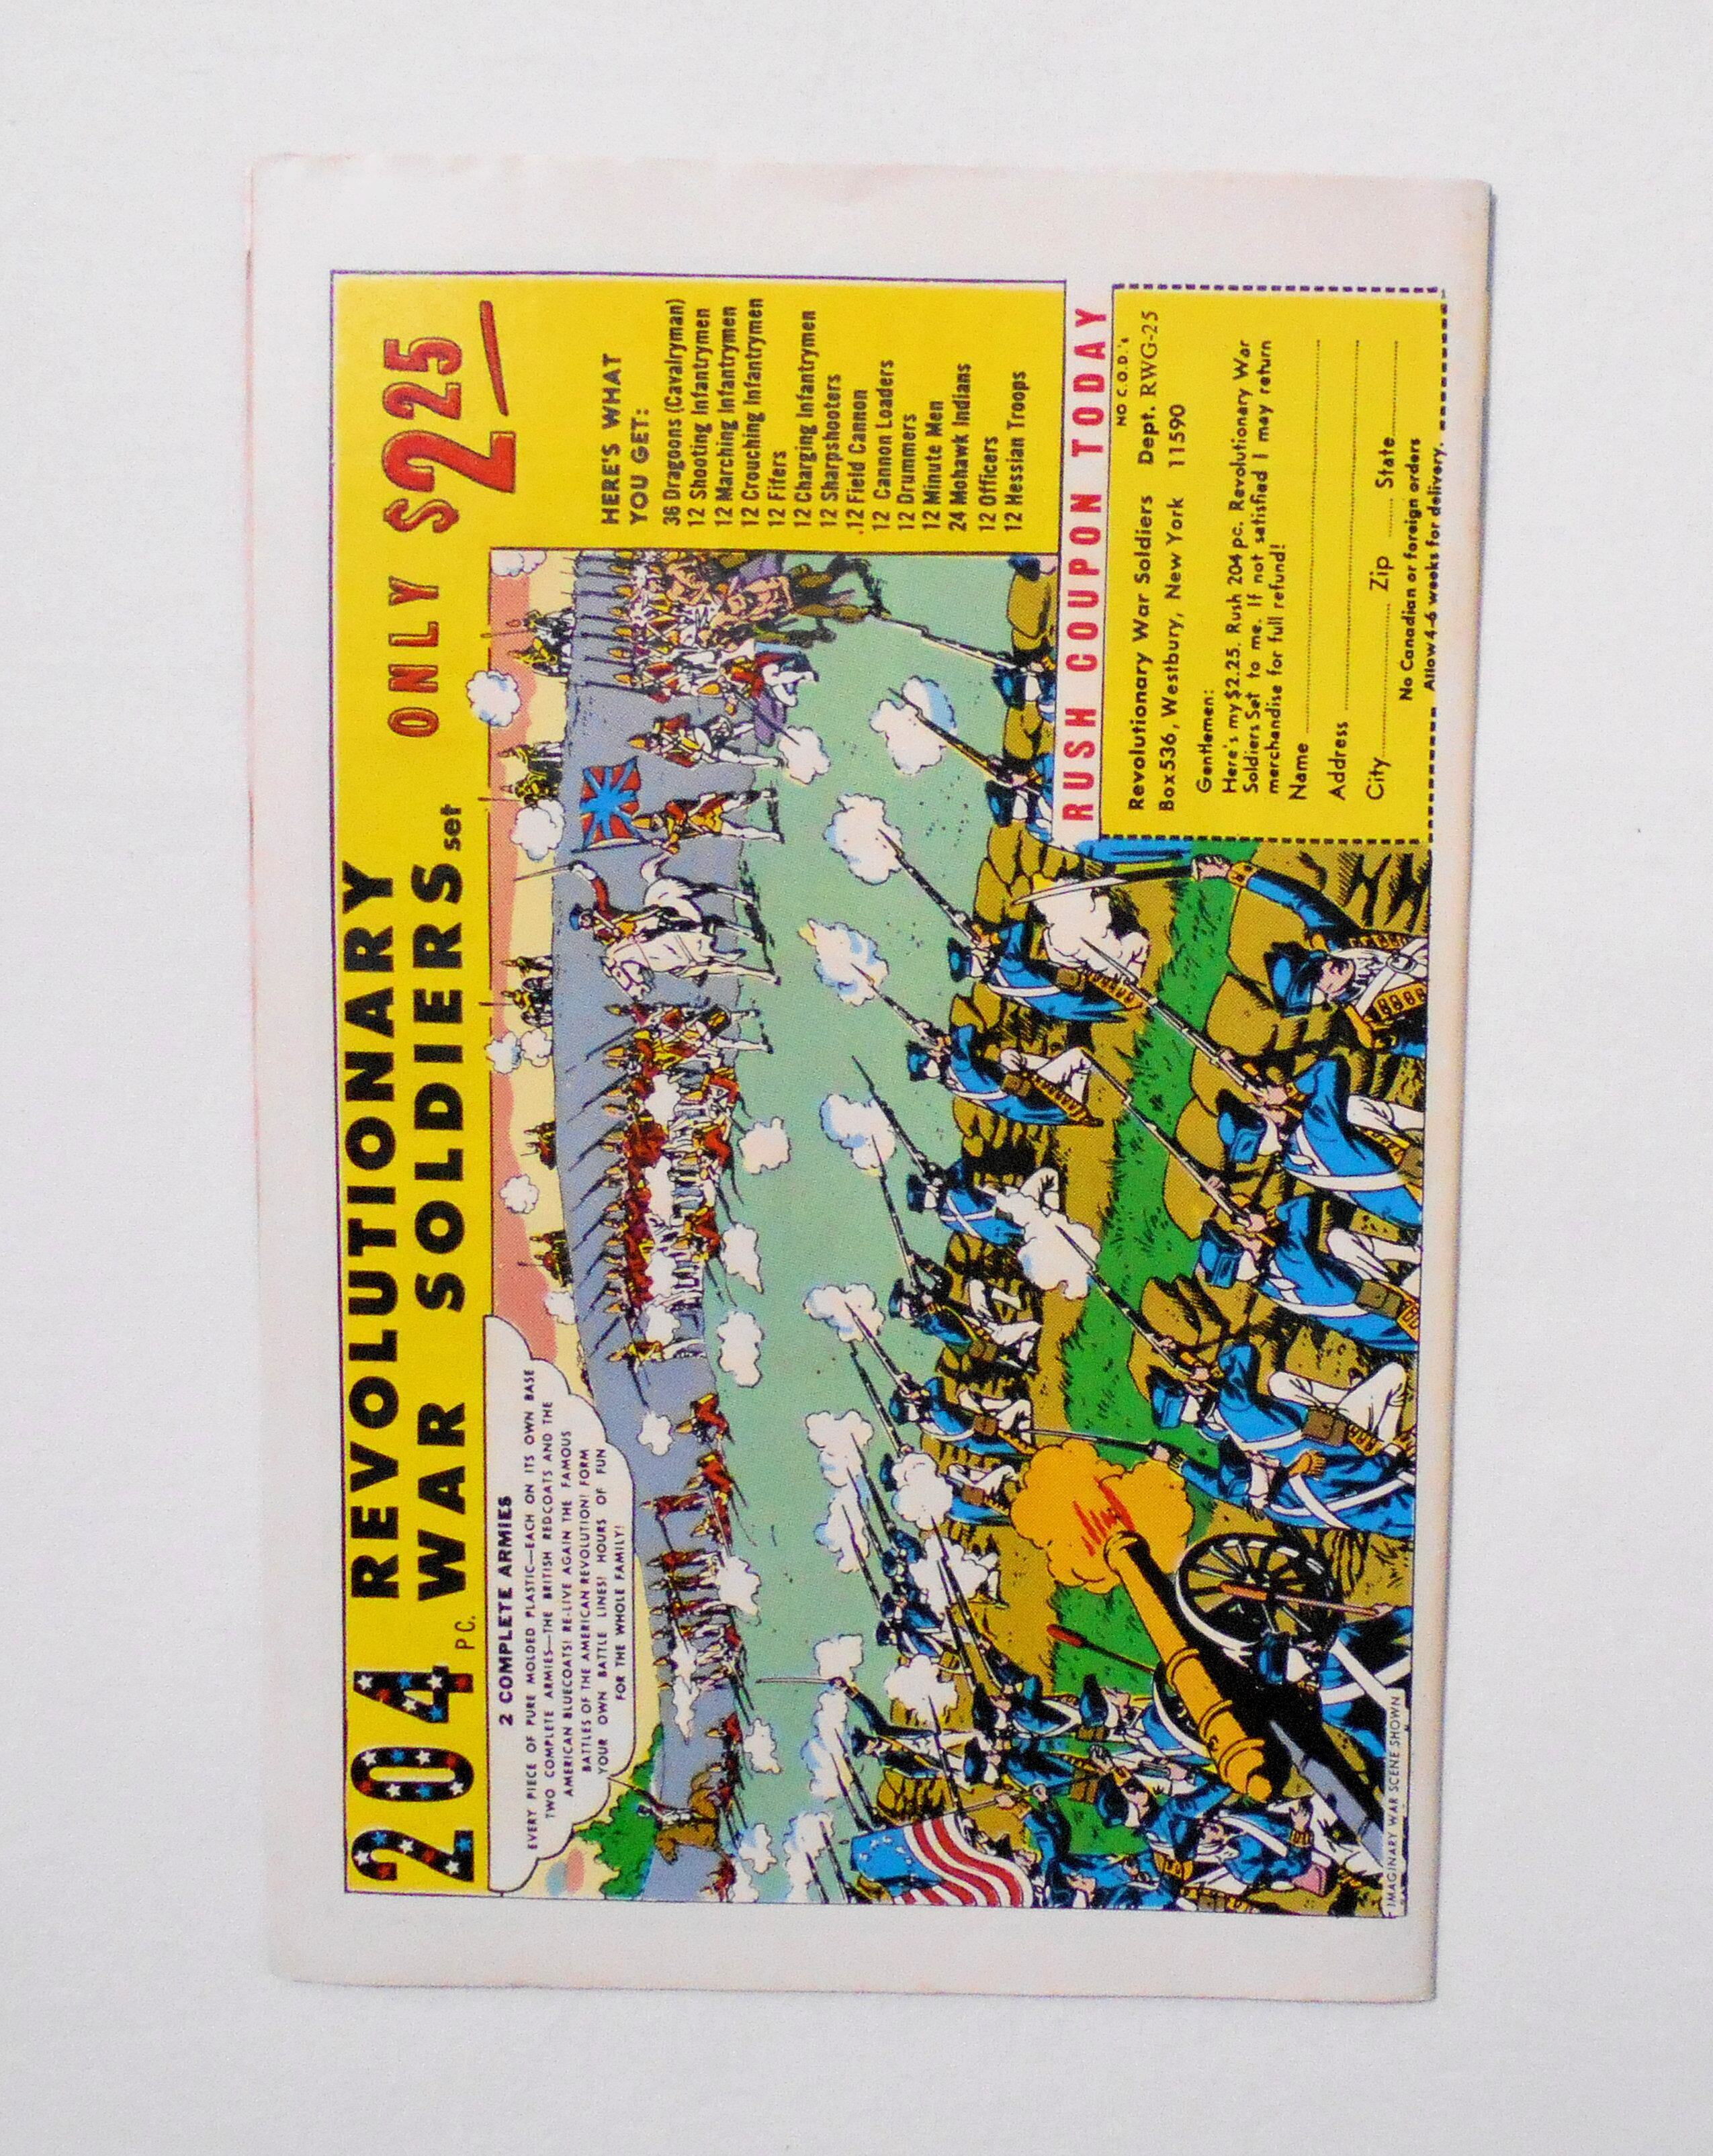 204 PC. REVOLUTIONARY
WAR SOLDIERS set
ONLY $2 25
2 COMPLETE ARMIES
EVERY PIECE OF PURE MOLDED PLASTIC—EACH ON ITS OWN BASE
TWO COMPLETE ARMIES—THE BRITISH REDCOATS AND THE
AMERICAN BLUECOATS! RE-LIVE AGAIN THE FAMOUS
BATTLES OF THE AMERICAN REVOLUTION! FORM
YOUR OWN BATTLE LINES! HOURS OF FUN
FOR THE WHOLE FAMILY!
HERE'S WHAT
YOU GET:
36 Dragoons (Cavalryman)
12 Shooting Infantrymen
12 Marching Infantrymen
12 Crouching Infantrymen
12 Fifers
12 Charging Infantrymen
12 Sharpshooters
12 Field Cannon
12 Cannon Loaders
12 Drummers
12 Minute Men
24 Mohawk Indians
12 Officers
12 Hessian Troops
RUSH COUPON TODAY
NO C.O.D.'s
Revolutionary War Soldiers Dept. RWG-25
Box 536, Westbury, New York 11590
Gentlemen:
Here's my $2.25. Rush 204 pc. Revolutionary War
Soldiers Set to me. If not satisfied I may return
merchandise for full refund!
Name
Address
City Zip State
No Canadian or foreign orders
Allow 4-6 weeks for delivery.
IMAGINARY WAR SCENE SHOWN